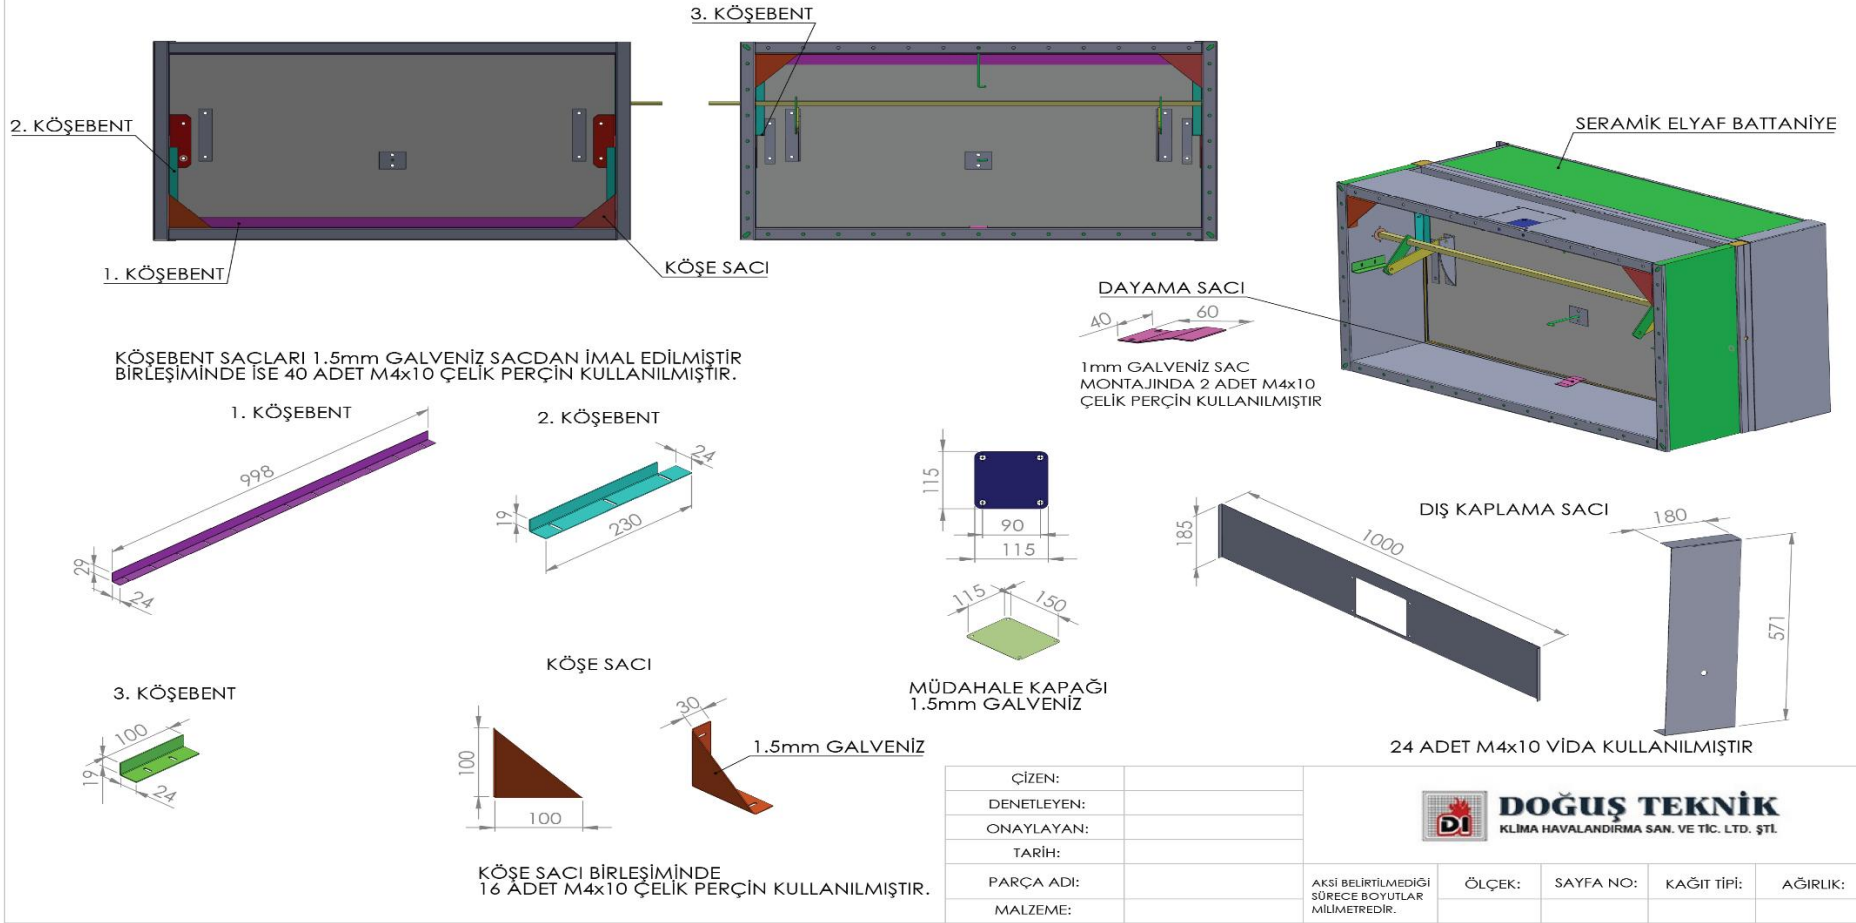 3. KÖŞEBENT
2. KÖŞEBENT
1. KÖŞEBENT
KÖŞE SACI
SERAMİK ELYAF BATTANİYE
DAYAMA SACI
40
60
1mm GALVENİZ SAC
MONTAJINDA 2 ADET M4x10
ÇELİK PERÇİN KULLANILMIŞTIR
KÖŞEBENT SACLARI 1.5mm GALVENİZ SACDAN İMAL EDİLMİŞTİR
BİRLEŞİMİNDE İSE 40 ADET M4x10 ÇELİK PERÇİN KULLANILMIŞTIR.
1. KÖŞEBENT
998
29
24
2. KÖŞEBENT
24
19
230
115
90
115
115
150
MÜDAHALE KAPAĞI
1.5mm GALVENİZ
DIŞ KAPLAMA SACI
185
1000
180
571
24 ADET M4x10 VİDA KULLANILMIŞTIR
3. KÖŞEBENT
100
19
24
KÖŞE SACI
100
100
30
1.5mm GALVENİZ
KÖŞE SACI BİRLEŞİMİNDE
16 ADET M4x10 ÇELİK PERÇİN KULLANILMIŞTIR.
ÇİZEN:
DENETLEYEN:
ONAYLAYAN:
TARİH:
PARÇA ADI:
MALZEME:
DI
DOĞUŞ TEKNİK
KLİMA HAVALANDIRMA SAN. VE TİC. LTD. ŞTİ.
AKSİ BELİRTİLMEDİĞİ
SÜRECE BOYUTLAR
MİLİMETREDİR.
ÖLÇEK:
SAYFA NO:
KAĞIT TİPİ:
AĞIRLIK: